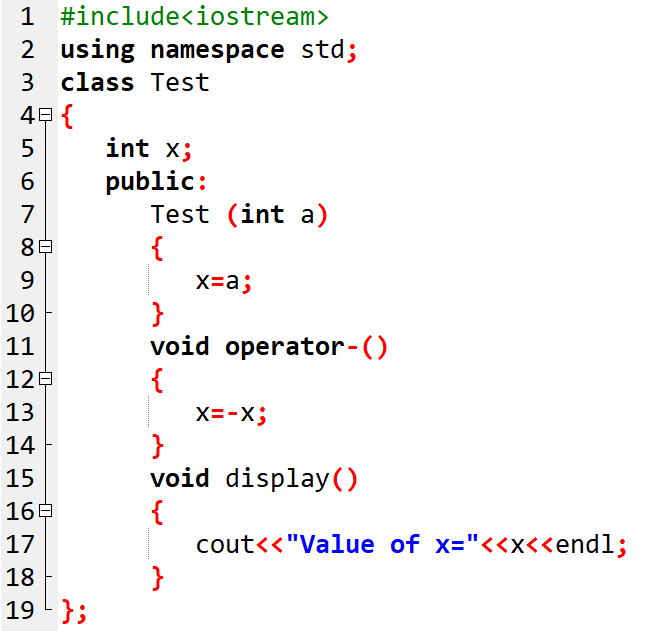 1 #include<iostream>
2 using namespace std;
3 class Test
4 {
5 int x;
6 public:
7 Test (int a)
8 {
9 x=a;
10 }
11 void operator-()
12 {
13 x=-x;
14 }
15 void display()
16 {
17 cout<<"Value of x="<<x<<endl;
18 }
19 };